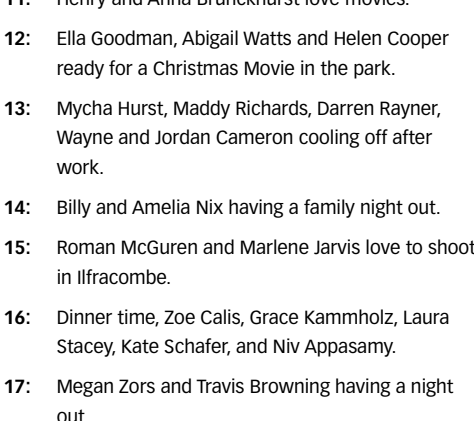 11: Henry and Anna Brunckhurst love movies.
12: Ella Goodman, Abigail Watts and Helen Cooper
ready for a Christmas Movie in the park.
13: Mycha Hurst, Maddy Richards, Darren Rayner,
Wayne and Jordan Cameron cooling off after
work.
14: Billy and Amelia Nix having a family night out.
15: Roman McGuren and Marlene Jarvis love to shoot
in Ilfracombe.
16: Dinner time, Zoe Calis, Grace Kammholz, Laura
Stacey, Kate Schafer, and Niv Appasamy.
17: Megan Zors and Travis Browning having a night
out